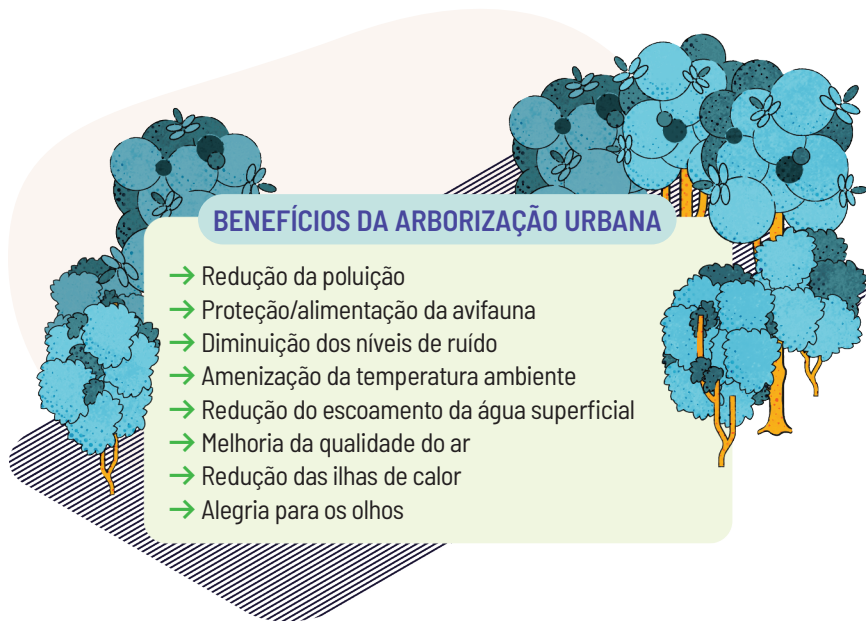 BENEFÍCIOS DA ARBORIZAÇÃO URBANA
→ Redução da poluição
→ Proteção/alimentação da avifauna
→ Diminuição dos níveis de ruído
→ Amenização da temperatura ambiente
→ Redução do escoamento da água superficial
→ Melhoria da qualidade do ar
→ Redução das ilhas de calor
→ Alegria para os olhos